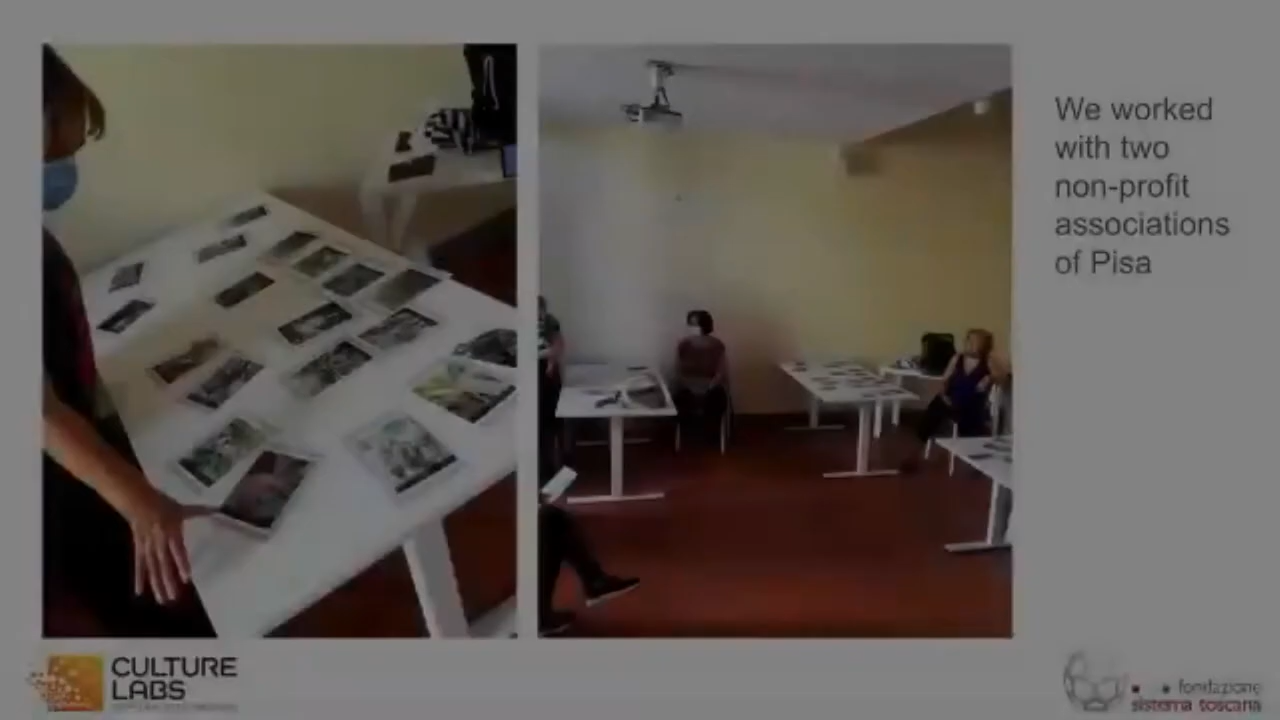 We worked
with two
non-profit
associations
of Pisa
CULTURE
LABS
fondazione
sistema toscana